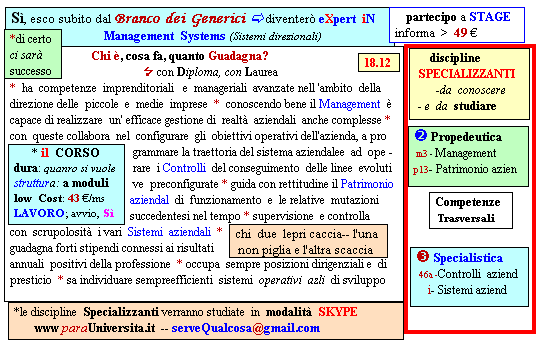 Sì, esco subito dal Branco dei Generici diventerò eXpert iN
Management Systems (Sistemi direzionali)
partecipo a STAGE
informa > 49 €
*di certo
ci sarà
successo
Chi è, cosa fa, quanto Guadagna?
con Diploma, con Laurea
18.12
* ha competenze imprenditoriali e manageriali avanzate nell 'ambito della
direzione delle piccole e medie imprese * conoscendo bene il Management è
capace di realizzare un' efficace gestione di realtà aziendali anche complesse *
con queste collabora nel configurare gli obiettivi operativi dell'azienda, a pro
grammare la traettoria del sistema aziendalee ad ope -
rare i Controlli del conseguimento delle linee evoluti
ve preconfigurate * guida con rettitudine il Patrimonio
aziendal di funzionamento e le relative mutazioni
succedentesi nel tempo * supervisione e controlla
con scrupolosità i vari Sistemi aziendali *
guadagna forti stipendi connessi ai risultati
annuali positivi della professione * occupa sempre posizioni dirigenziali e di
presticio * sa individuare sempreefficienti sistemi operativi azli di sviluppo
* il CORSO
dura: quanro si vuole
struttura: a moduli
low Cost: 43 €/ms
LAVORO; avvio, Sì
chi due lepri caccia-- l'una
non piglia e l'altra scaccia
*le discipline Specializzanti verranno studiate in modalità SKYPE
www.paraUniversita.it -- serveQualcosa@gmail.com
discipline
SPECIALIZZANTI
-da conoscere
- e da studiare
❷ Propedeutica
m3 - Management
p13- Patrimonio azien
Competenze
Trasversali
❸ Specialistica
46a -Controlli aziend
i- Sistemi aziend